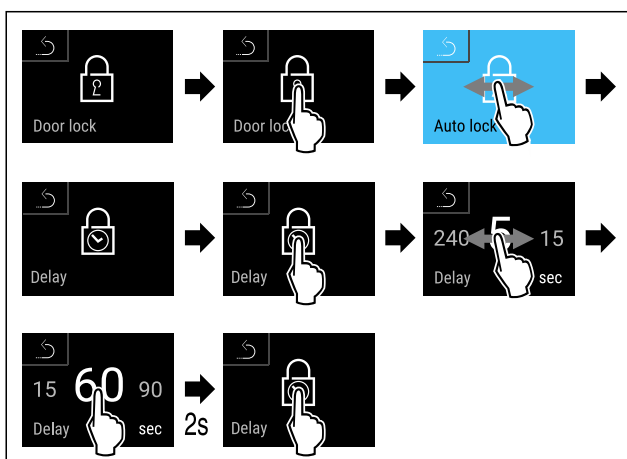 Door lock
Door loc
Auto lock
Delay
Delay
240 5 15
Delay sec
15 60 90
Delay sec
2s
Delay